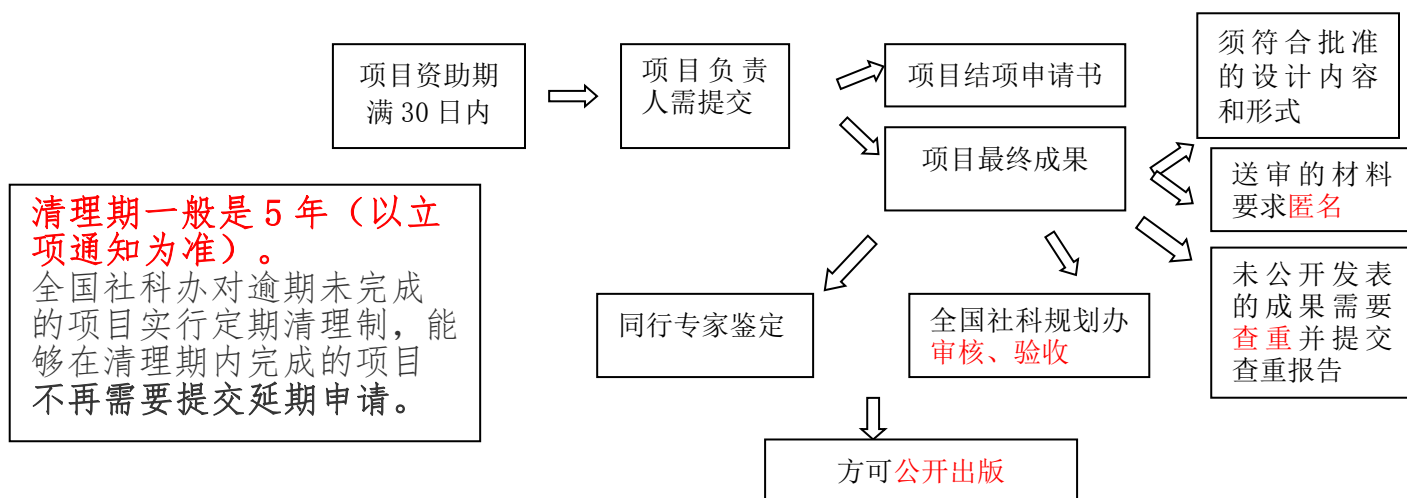 项目资助期
满 30 日内
项目负责
人需提交
项目结项申请书
项目最终成果
须符合批准
的设计内容
和形式
送审的材料
要求匿名
未公开发表
的成果需要
查重并提交
查重报告
清理期一般是 5 年（以立
项通知为准）。
全国社科办对逾期未完成
的项目实行定期清理制，能
够在清理期内完成的项目
不再需要提交延期申请。
同行专家鉴定
全国社科规划办
审核、验收
方可公开出版